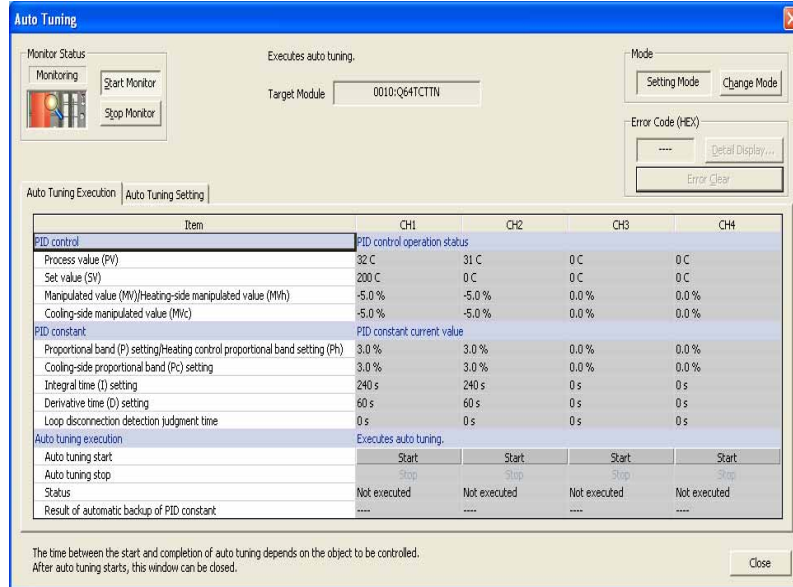 Auto Tuning
Monitor Status
Monitoring
Start Monitor
Stop Monitor
Executes auto tuning.
Target Module 0010:Q64TCTTN
Mode
Setting Mode Change Mode
Error Code (HEX)
---- Detail Display...
Error Clear
Auto Tuning Execution Auto Tuning Setting
Item CH1 CH2 CH3 CH4
PID control PID control operation status
Process value (PV) 32 C 31 C 0 C 0 C
Set value (SV) 200 C 0 C 0 C 0 C
Manipulated value (MV)/Heating-side manipulated value (MVh) -5.0 % -5.0 % 0.0 % 0.0 %
Cooling-side manipulated value (MVc) -5.0 % -5.0 % 0.0 % 0.0 %
PID constant PID constant current value
Proportional band (P) setting/Heating control proportional band setting (Ph) 3.0 % 3.0 % 0.0 % 0.0 %
Cooling-side proportional band (Pc) setting 3.0 % 3.0 % 0.0 % 0.0 %
Integral time (I) setting 240 s 240 s 0 s 0 s
Derivative time (D) setting 60 s 60 s 0 s 0 s
Loop disconnection detection judgment time 0 s 0 s 0 s 0 s
Auto tuning execution Executes auto tuning.
Auto tuning start Start Start Start Start
Auto tuning stop Stop Stop Stop Stop
Status Not executed Not executed Not executed Not executed
Result of automatic backup of PID constant ---- ---- ---- ----
The time between the start and completion of auto tuning depends on the object to be controlled.
After auto tuning starts, this window can be closed.
Close